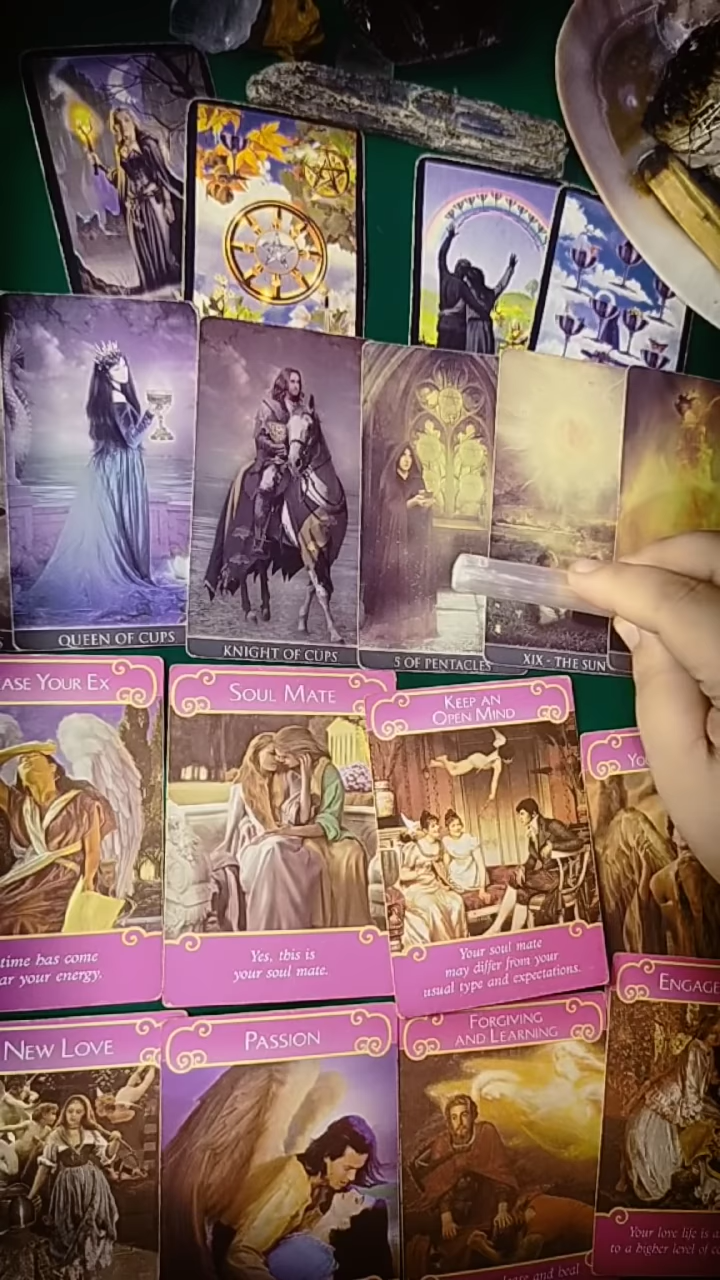 QUEEN OF CUPS
KNIGHT OF CUPS
5 OF PENTACLES
XIX - THE SUN
ASE YOUR EX
time has come
ar your energy.
SOUL MATE
Yes, this is
your soul mate.
KEEP AN
OPEN MIND
Your soul mate
may differ from your
usual type and expectations.
YO
NEW LOVE
PASSION
FORGIVING
AND LEARNING
and heal
ENGAGE
Your love life is
to a higher level of